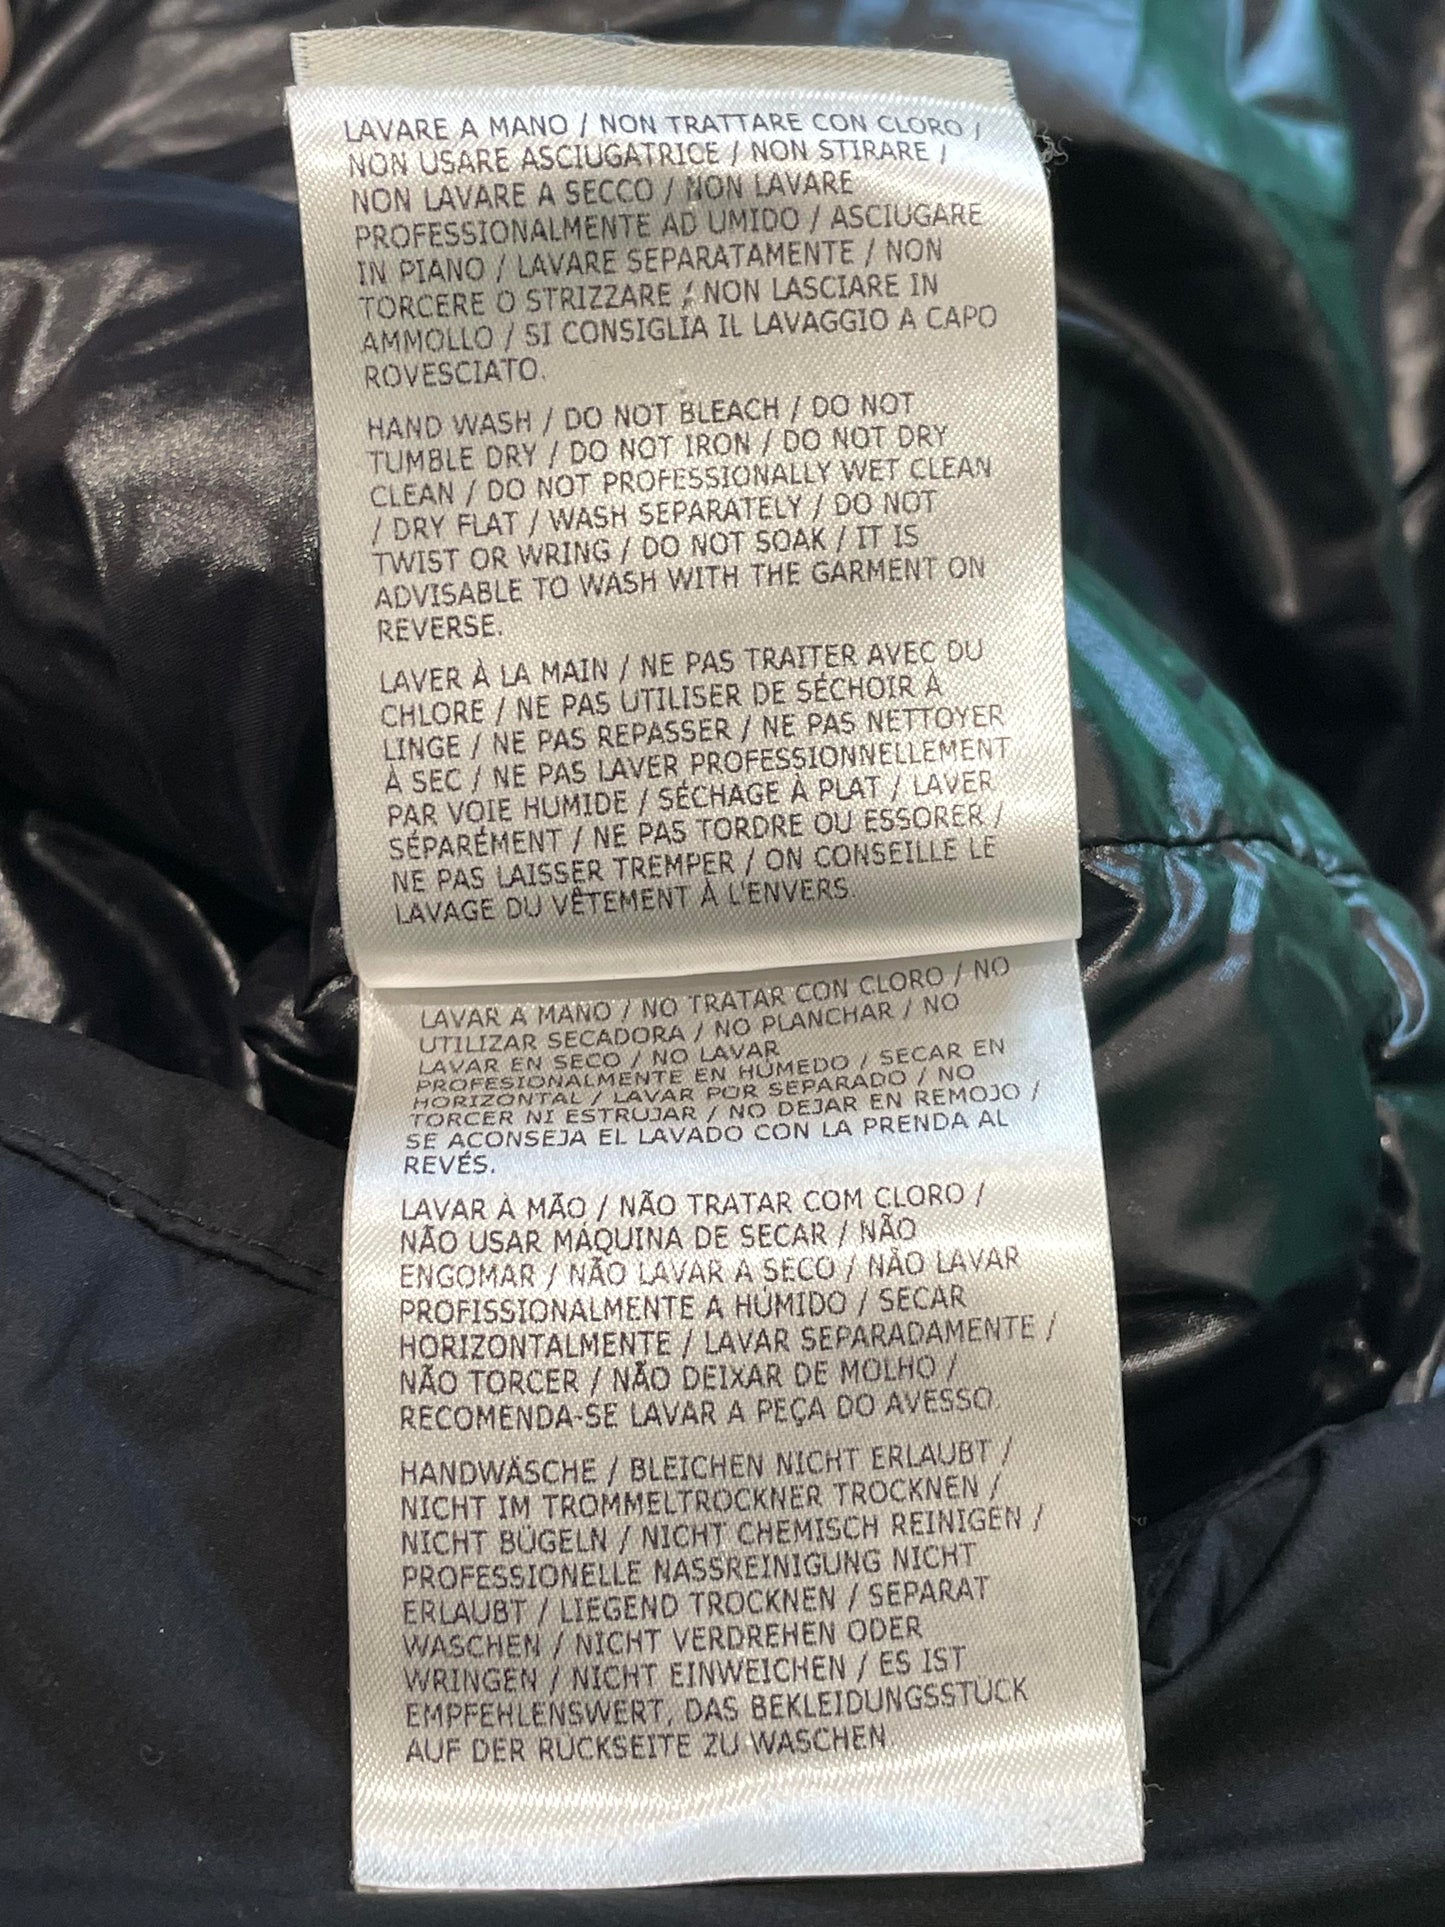 LAVARE A MANO / NON TRATTARE CON CLORO /
NON USARE ASCIUGATRICE / NON STIRARE /
NON LAVARE A SECCO / NON LAVARE
PROFESSIONALMENTE AD UMIDO / ASCIUGARE
IN PIANO / LAVARE SEPARATAMENTE / NON
TORCERE O STRIZZARE / NON LASCIARE IN
AMMOLLO / SI CONSIGLIA IL LAVAGGIO A CAPO
ROVESCIATO.
HAND WASH / DO NOT BLEACH / DO NOT
TUMBLE DRY / DO NOT IRON / DO NOT DRY
CLEAN / DO NOT PROFESSIONALLY WET CLEAN
/ DRY FLAT / WASH SEPARATELY / DO NOT
TWIST OR WRING / DO NOT SOAK / IT IS
ADVISABLE TO WASH WITH THE GARMENT ON
REVERSE.
LAVER À LA MAIN / NE PAS TRAITER AVEC DU
CHLORE / NE PAS UTILISER DE SÉCHOIR À
LINGE / NE PAS REPASSER / NE PAS NETTOYER
À SEC / NE PAS LAVER PROFESSIONNELLEMENT
PAR VOIE HUMIDE / SÉCHAGE À PLAT / LAVER
SÉPARÉMENT / NE PAS TORDRE OU ESSORER /
NE PAS LAISSER TREMPER / ON CONSEILLE LE
LAVAGE DU VÊTEMENT À L'ENVERS.
LAVAR A MANO / NO TRATAR CON CLORO / NO
UTILIZAR SECADORA / NO PLANCHAR / NO
LAVAR EN SECO / NO LAVAR
PROFESIONALMENTE EN HÚMEDO / SECAR EN
HORIZONTAL / LAVAR POR SEPARADO / NO
TORCER NI ESTRUJAR / NO DEJAR EN REMOJO /
SE ACONSEJA EL LAVADO CON LA PRENDA AL
REVÉS.
LAVAR À MÃO / NÃO TRATAR COM CLORO /
NÃO USAR MÁQUINA DE SECAR / NÃO
ENGOMAR / NÃO LAVAR A SECO / NÃO LAVAR
PROFISSIONALMENTE A HÚMIDO / SECAR
HORIZONTALMENTE / LAVAR SEPARADAMENTE /
NÃO TORCER / NÃO DEIXAR DE MOLHO /
RECOMENDA-SE LAVAR A PEÇA DO AVESSO.
HANDWÄSCHE / BLEICHEN NICHT ERLAUBT /
NICHT IM TROMMELTROCKNER TROCKNEN /
NICHT BÜGELN / NICHT CHEMISCH REINIGEN /
PROFESSIONELLE NASSREINIGUNG NICHT
ERLAUBT / LIEGEND TROCKNEN / SEPARAT
WASCHEN / NICHT VERDREHEN ODER
WRINGEN / NICHT EINWEICHEN / ES IST
EMPFEHLENSWERT, DAS BEKLEIDUNGSSTÜCK
AUF DER RÜCKSEITE ZU WASCHEN